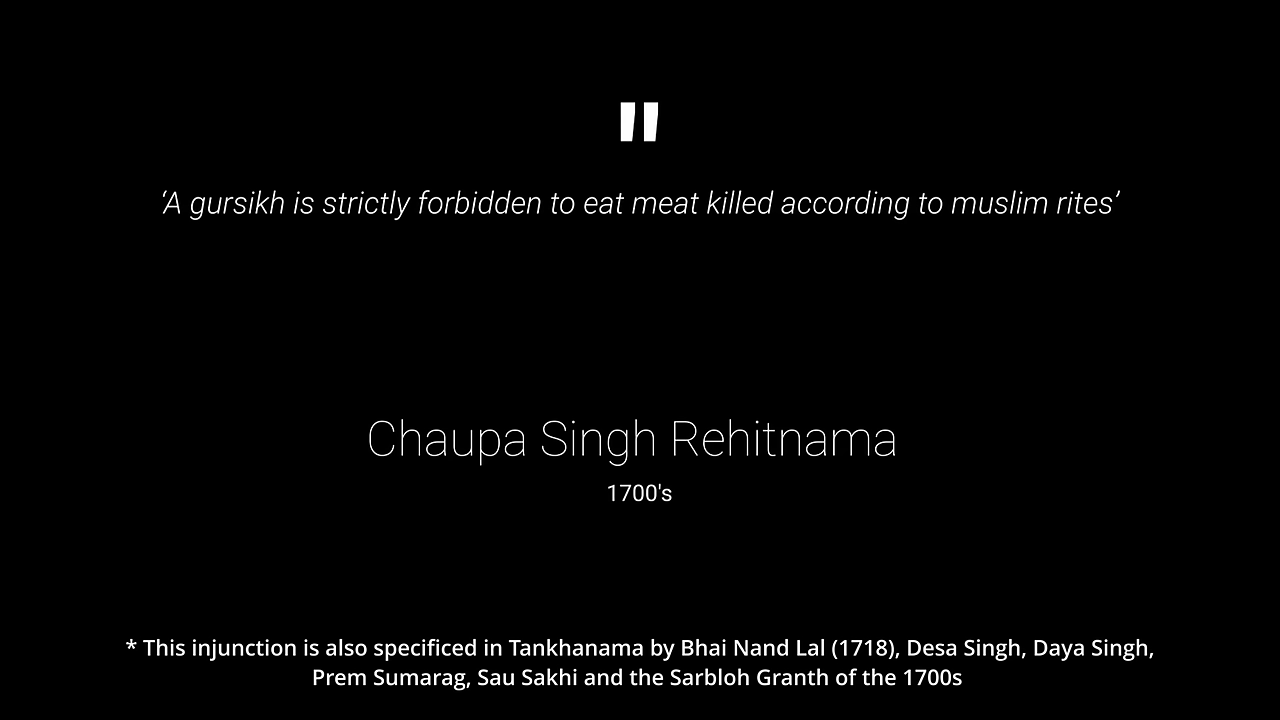 "
‘A gursikh is strictly forbidden to eat meat killed according to muslim rites’
Chaupa Singh Rehitnama
1700's
* This injunction is also specificed in Tankhanama by Bhai Nand Lal (1718), Desa Singh, Daya Singh,
Prem Sumarag, Sau Sakhi and the Sarbloh Granth of the 1700s